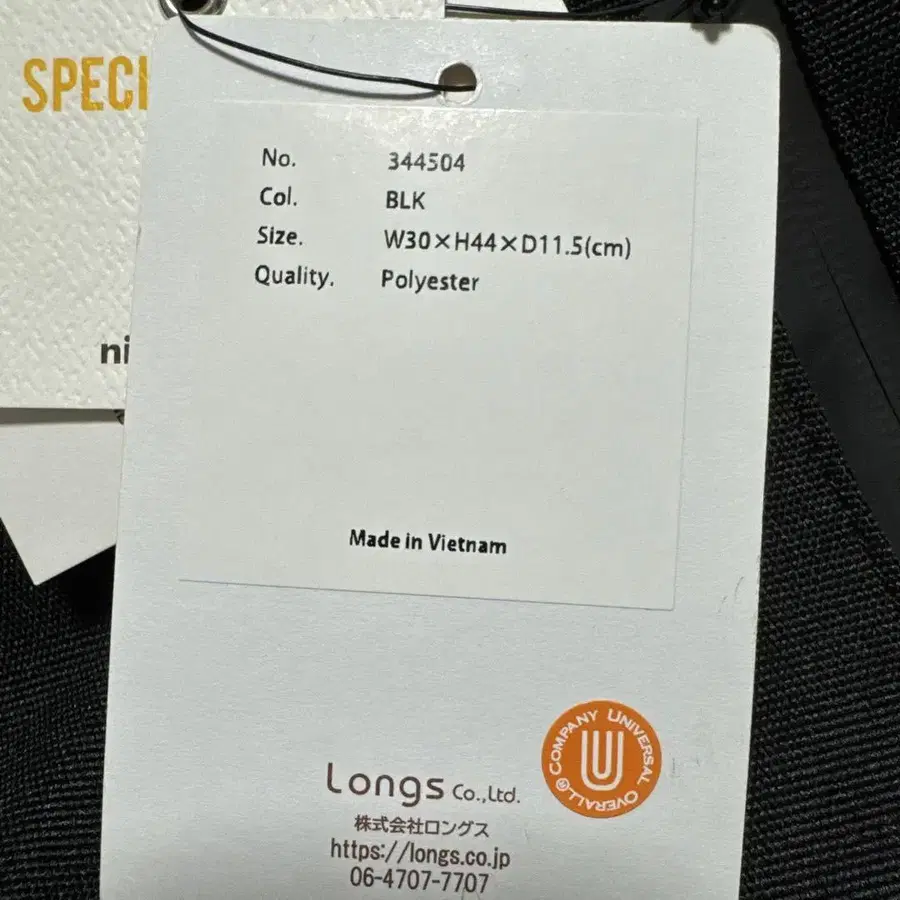 SPECI
ni
No. 344504
Col. BLK
Size. W30×H44×D11.5(cm)
Quality. Polyester
Made in Vietnam
Longs Co.,Ltd.
株式会社ロングス
https://longs.co.jp
06-4707-7707
COMPANY UNIVERSAL OVERALL®
U